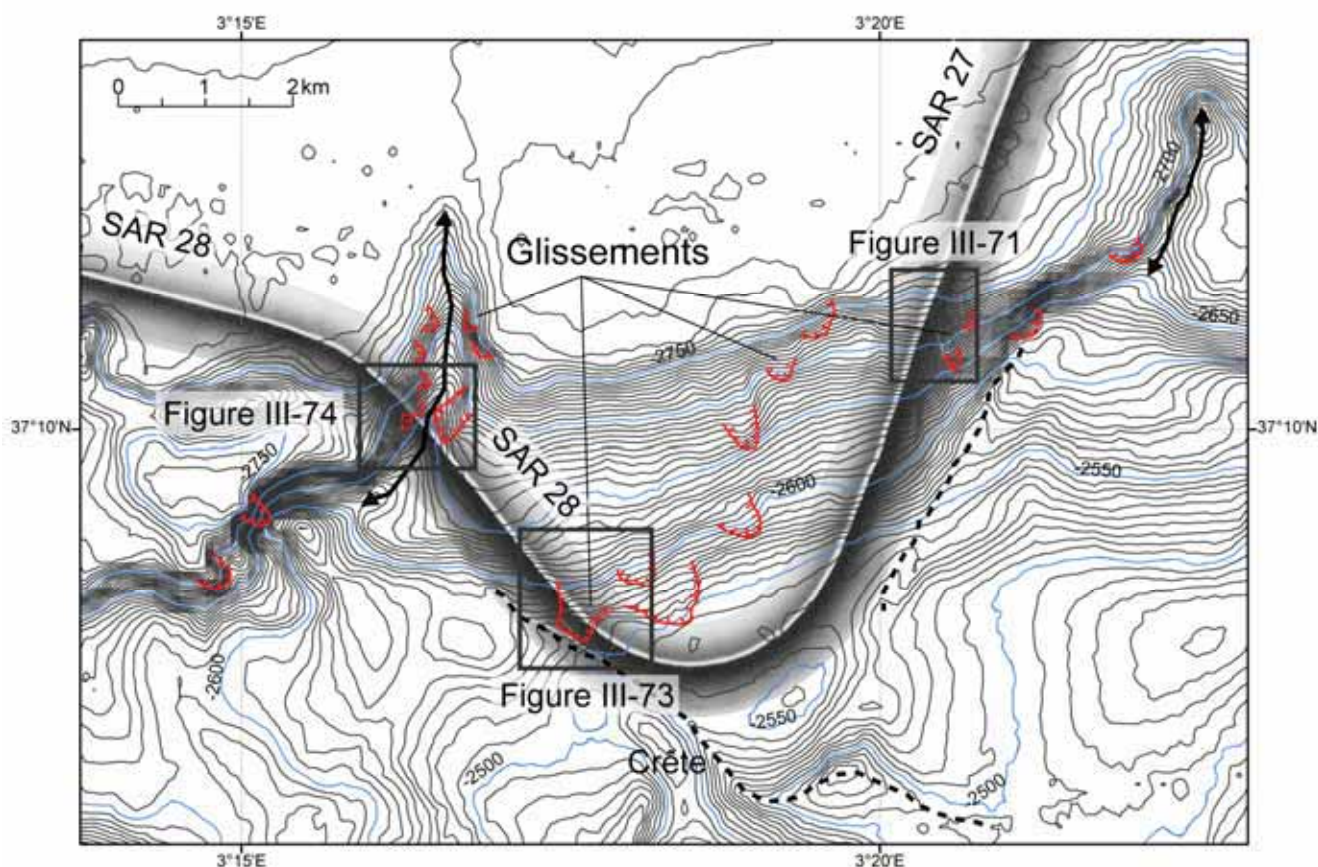 3°15'E 3°20'E
0 1 2 km
SAR 27
2700
SAR 28
Figure III-71
Glissements
-2650
2750
Figure III-74
37°10'N 37°10'N
SAR 28
-2750
-2550
-2600
-2600
Figure III-73
-2550
-2500
Crête
-2500
3°15'E 3°20'E